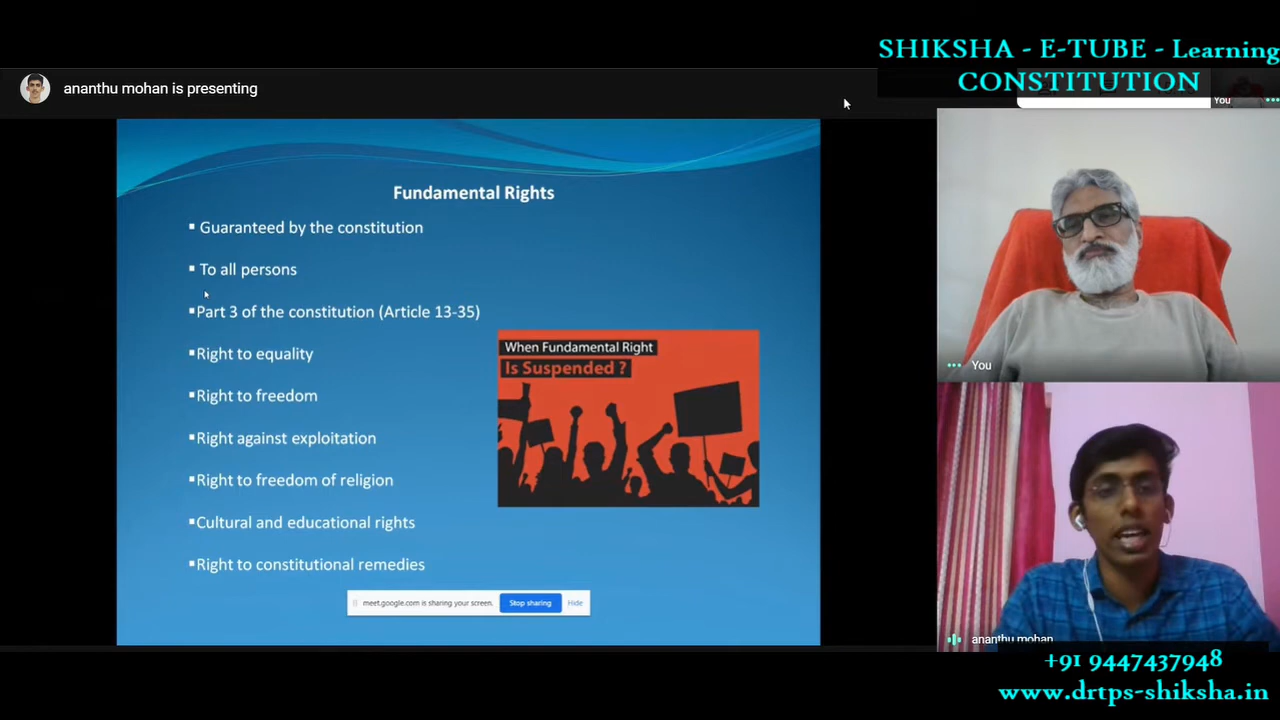 SHIKSHA - E-TUBE - Learning
CONSTITUTION
ananthu mohan is presenting
You
Fundamental Rights
▪ Guaranteed by the constitution
▪ To all persons
▪Part 3 of the constitution (Article 13-35)
▪Right to equality
▪Right to freedom
▪Right against exploitation
▪Right to freedom of religion
▪Cultural and educational rights
▪Right to constitutional remedies
When Fundamental Right
Is Suspended ?
meet.google.com is sharing your screen.
Stop sharing
Hide
You
ananthu mohan
+91 9447437948
www.drtps-shiksha.in